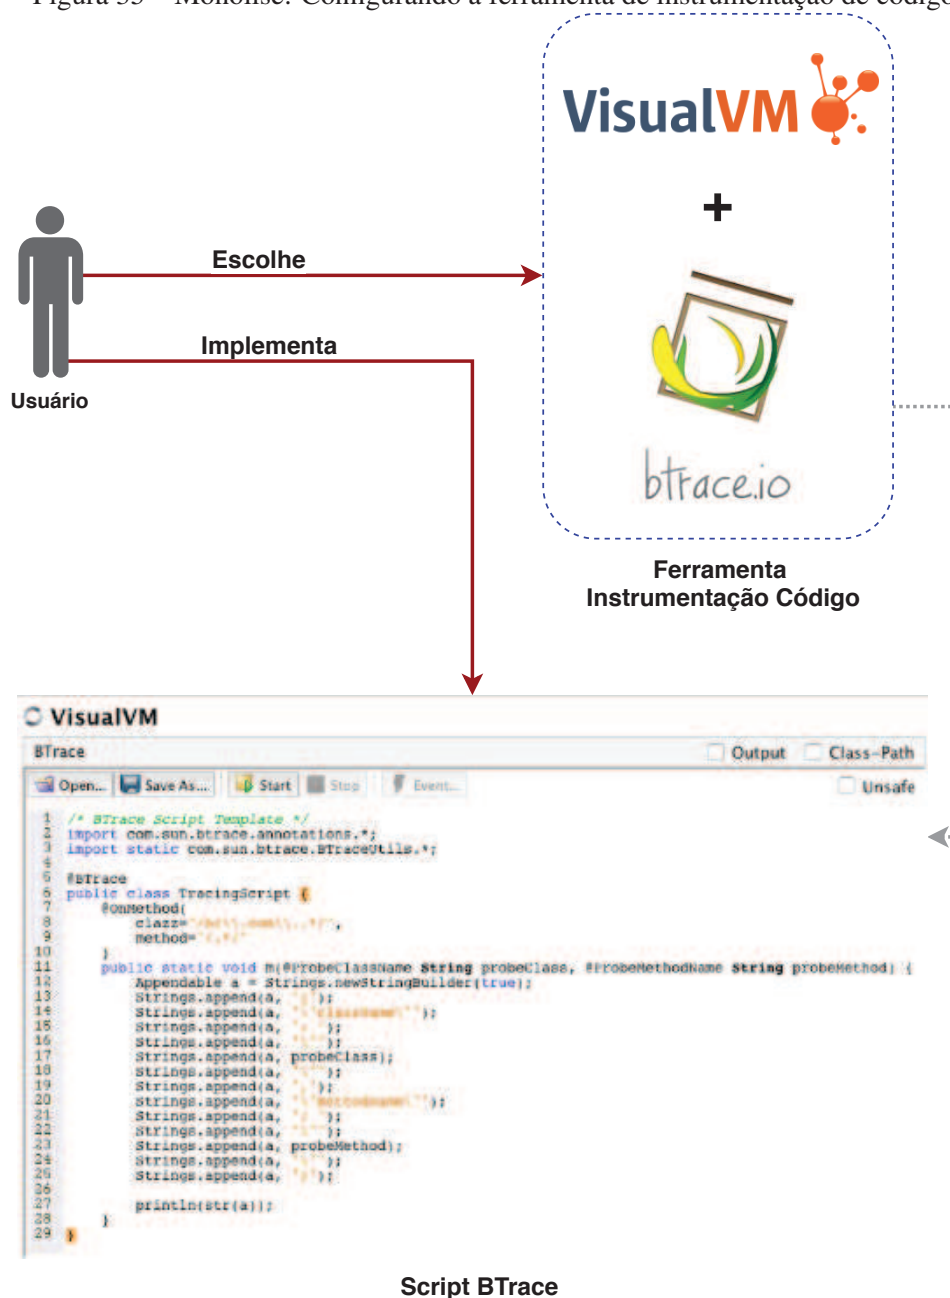 Figura 33 – Monólise: Configurando a ferramenta de instrumentação de código
VisualVM
+
Escolhe
Implementa
Usuário
btrace.io
Ferramenta
Instrumentação Código
VisualVM
BTrace
Output
Class-Path
Open...
Save As...
Start
Stop
Event...
Unsafe
1 /* BTrace Script Template */
2 import com.sun.btrace.annotations.*;
3 import static com.sun.btrace.BTraceUtils.*;
4
5 @BTrace
6 public class TracingScript {
7 @OnMethod(
8 clazz=
9 method=
10 )
11 public static void m(@ProbeClassName String probeClass, @ProbeMethodName String probeMethod) {
12 Appendable a = Strings.newStringBuilder(true);
13 Strings.append(a, );
14 Strings.append(a, "\"classname\"");
15 Strings.append(a, );
16 Strings.append(a, );
17 Strings.append(a, probeClass);
18 Strings.append(a, );
19 Strings.append(a, );
20 Strings.append(a, );
21 Strings.append(a, );
22 Strings.append(a, );
23 Strings.append(a, probeMethod);
24 Strings.append(a, );
25 Strings.append(a, );
26
27 println(str(a));
28 }
29 }
Script BTrace